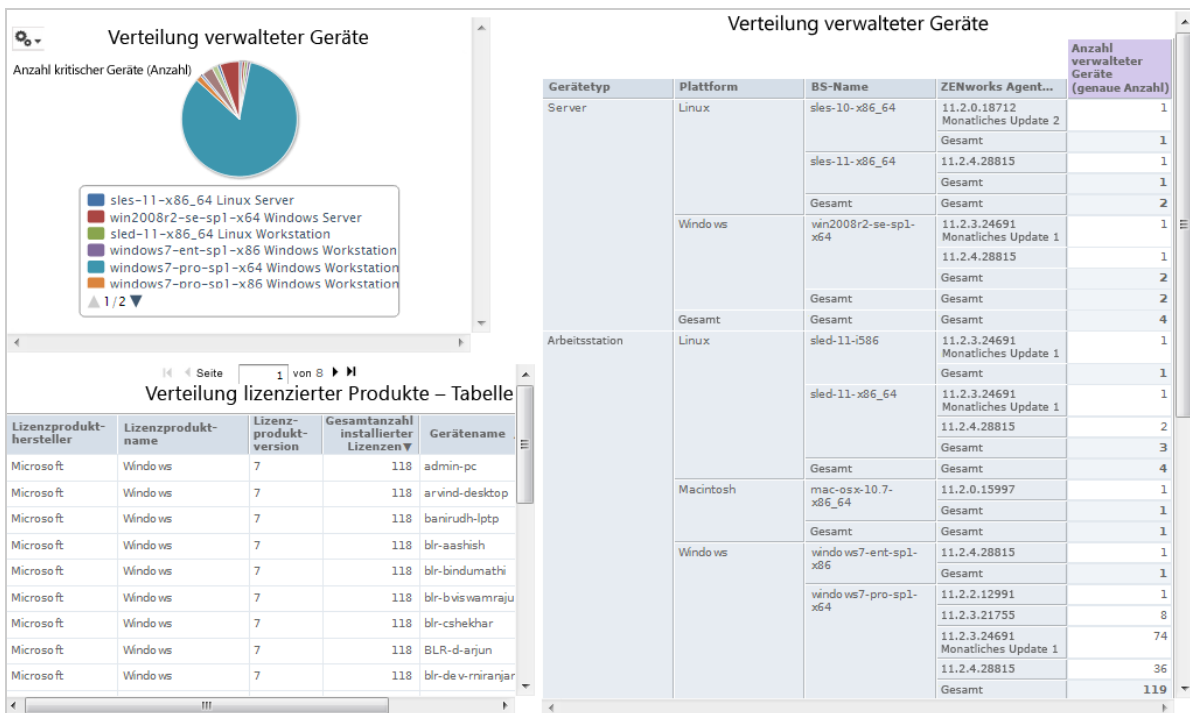 Verteilung verwalteter Geräte
Anzahl kritischer Geräte (Anzahl)
sles-11-x86_64 Linux Server
win2008r2-se-sp1-x64 Windows Server
sled-11-x86_64 Linux Workstation
windows7-ent-sp1-x86 Windows Workstation
windows7-pro-sp1-x64 Windows Workstation
windows7-pro-sp1-x86 Windows Workstation
1/2
Seite 1 von 8
Verteilung lizenzierter Produkte – Tabelle
Lizenzprodukt-
hersteller
Lizenzprodukt-
name
Lizenz-
produkt-
version
Gesamtanzahl
installierter
Lizenzen
Gerätename
Microsoft Windows 7 118 admin-pc
Microsoft Windows 7 118 arvind-desktop
Microsoft Windows 7 118 banirudh-lptp
Microsoft Windows 7 118 blr-aashish
Microsoft Windows 7 118 blr-bindumathi
Microsoft Windows 7 118 blr-bviswamraju
Microsoft Windows 7 118 blr-cshekhar
Microsoft Windows 7 118 BLR-d-arjun
Microsoft Windows 7 118 blr-dev-rniranjar
Verteilung verwalteter Geräte
Gerätetyp Plattform BS-Name ZENworks Agent...
Anzahl
verwalteter
Geräte
(genaue Anzahl)
Server Linux sles-10-x86_64 11.2.0.18712 1
Monatliches Update 2
Gesamt 1
sles-11-x86_64 11.2.4.28815 1
Gesamt 1
Gesamt Gesamt 2
Windows win2008r2-se-sp1- 11.2.3.24691 1
x64 Monatliches Update 1
11.2.4.28815 1
Gesamt 2
Gesamt Gesamt 2
Gesamt Gesamt Gesamt 4
Arbeitsstation Linux sled-11-i586 11.2.3.24691 1
Monatliches Update 1
Gesamt 1
sled-11-x86_64 11.2.3.24691 1
Monatliches Update 1
11.2.4.28815 2
Gesamt 3
Gesamt Gesamt 4
Macintosh mac-osx-10.7- 11.2.0.15997 1
x86_64 Gesamt 1
Gesamt Gesamt 1
Windows windows7-ent-sp1- 11.2.4.28815 1
x86 Gesamt 1
windows7-pro-sp1- 11.2.2.12991 1
x64 11.2.3.21755 8
11.2.3.24691 74
Monatliches Update 1
11.2.4.28815 36
Gesamt 119